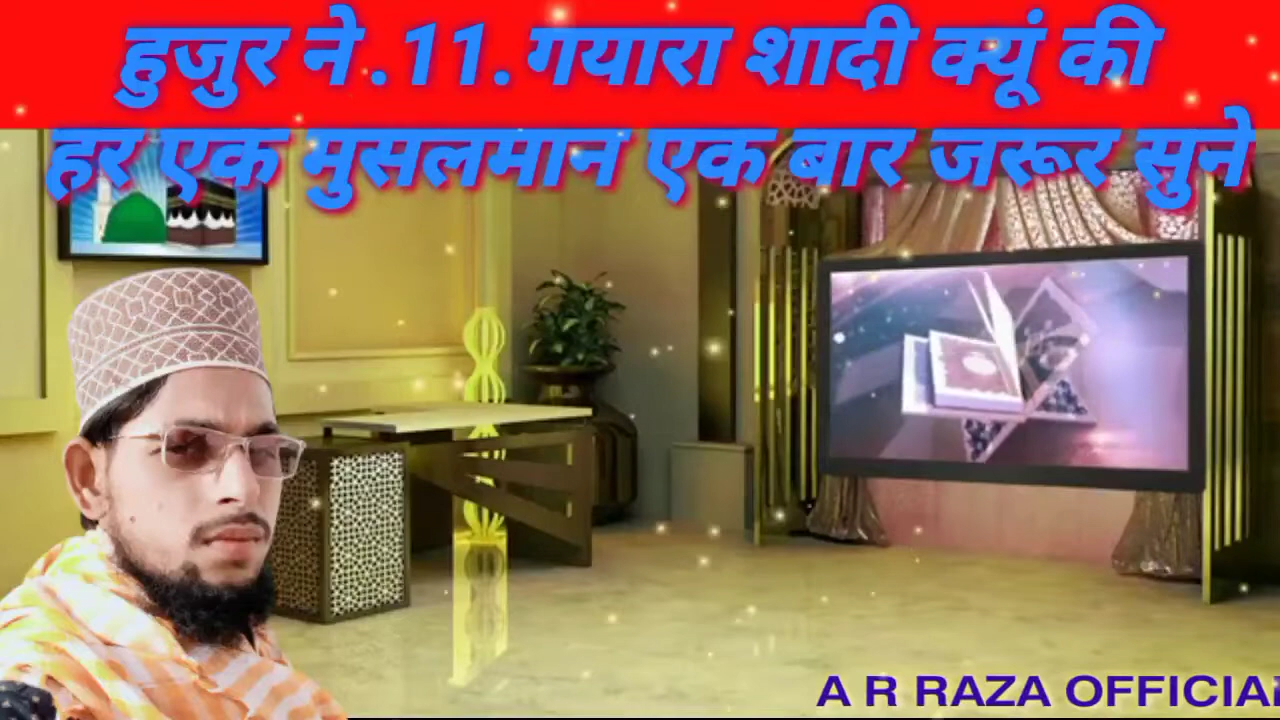 हुजुर ने .11.गयारा शादी क्यूं की
हर एक मुसलमान एक बार जरूर सुने
A R RAZA OFFICIAL